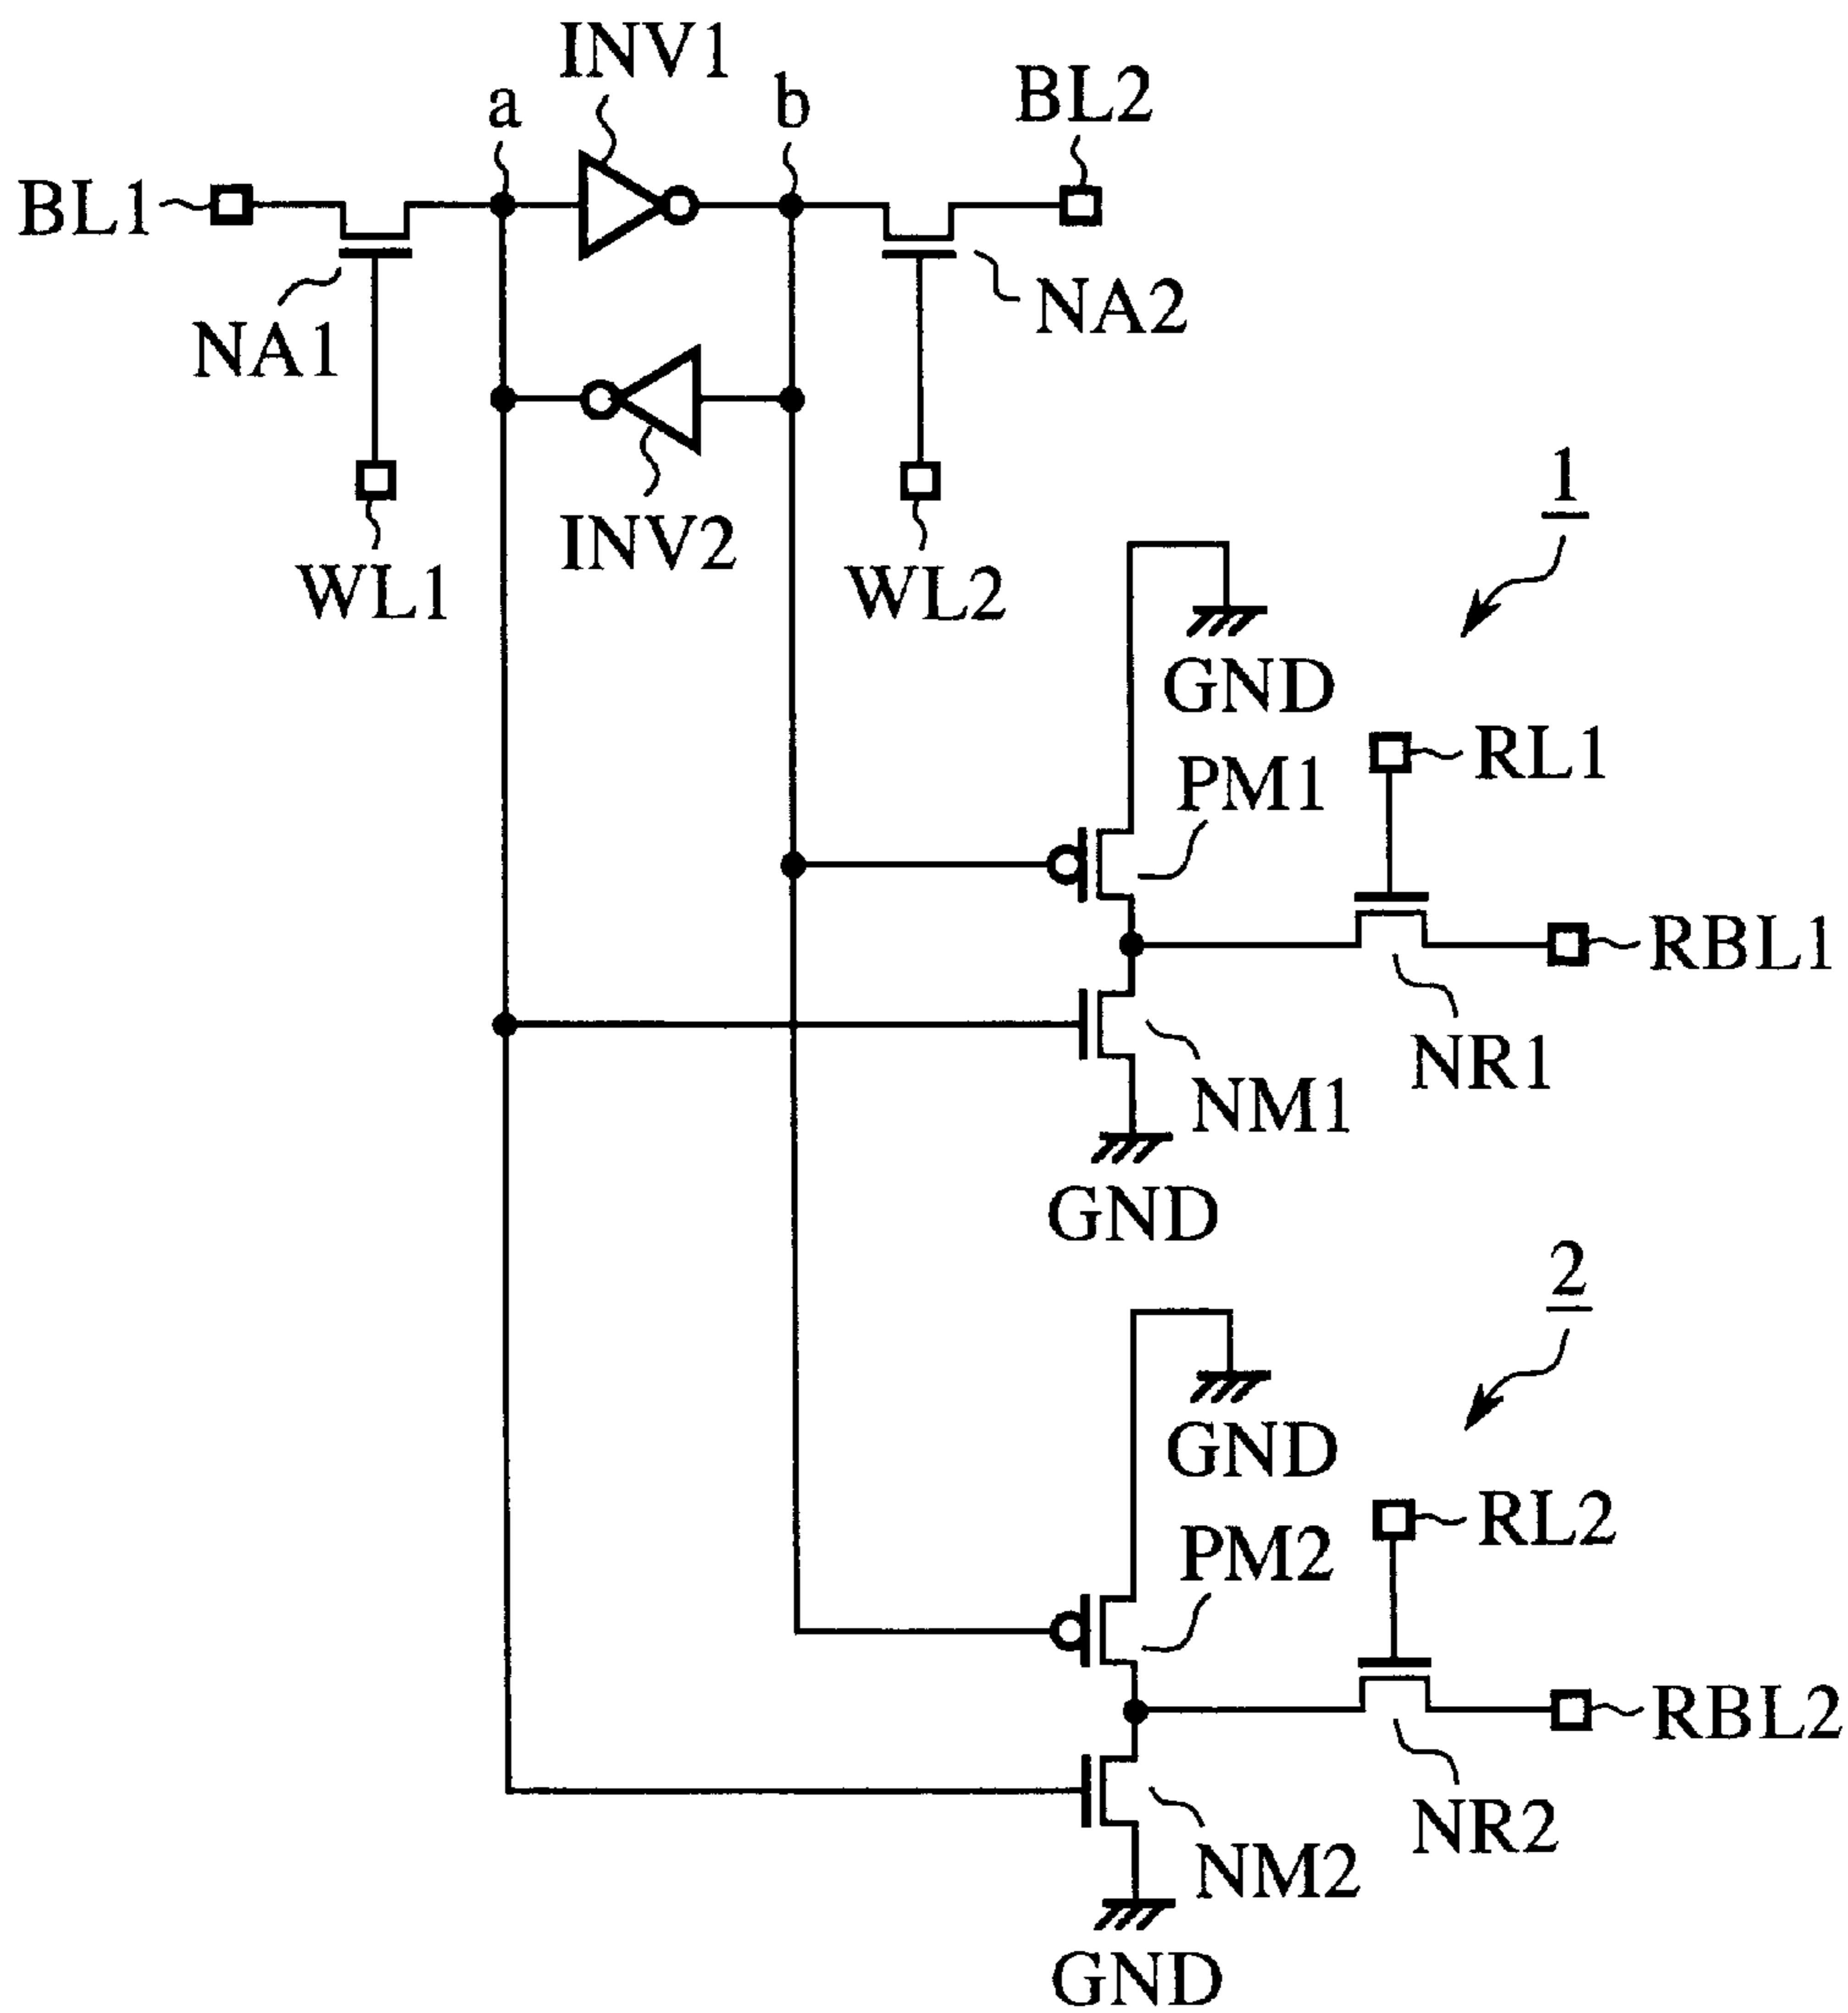 INV1
a
b
BL2
BL1
NA2
NA1
INV2
WL1
WL2
1
GND
RL1
PM1
RBL1
NR1
NM1
GND
2
GND
RL2
PM2
RBL2
NR2
NM2
GND